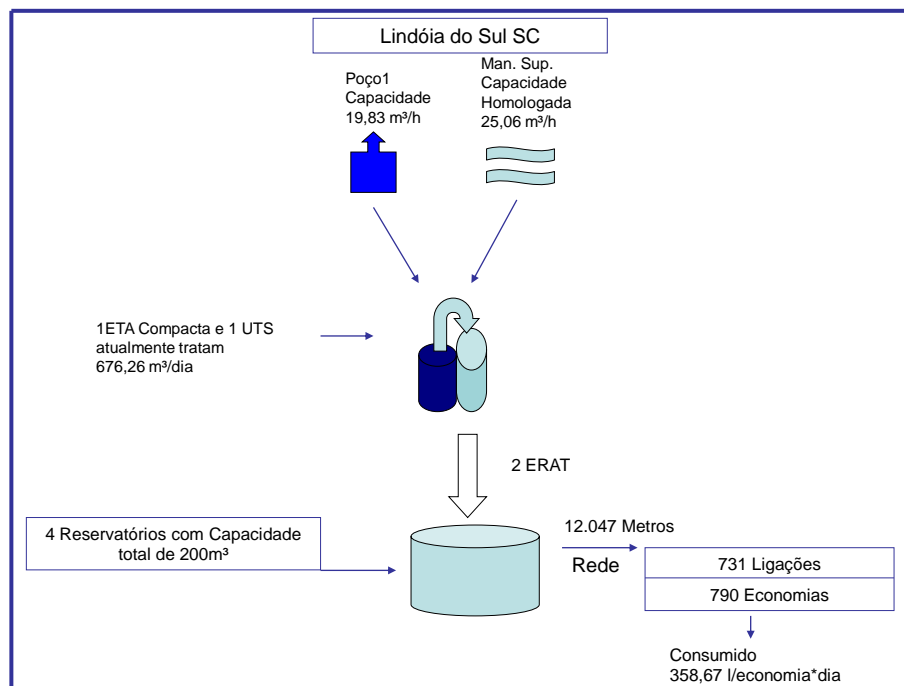 Lindóia do Sul SC
Poço1
Capacidade
19,83 m³/h
Man. Sup.
Capacidade
Homologada
25,06 m³/h
1ETA Compacta e 1 UTS
atualmente tratam
676,26 m³/dia
2 ERAT
4 Reservatórios com Capacidade
total de 200m³
12.047 Metros
Rede
731 Ligações
790 Economias
Consumido
358,67 l/economia*dia